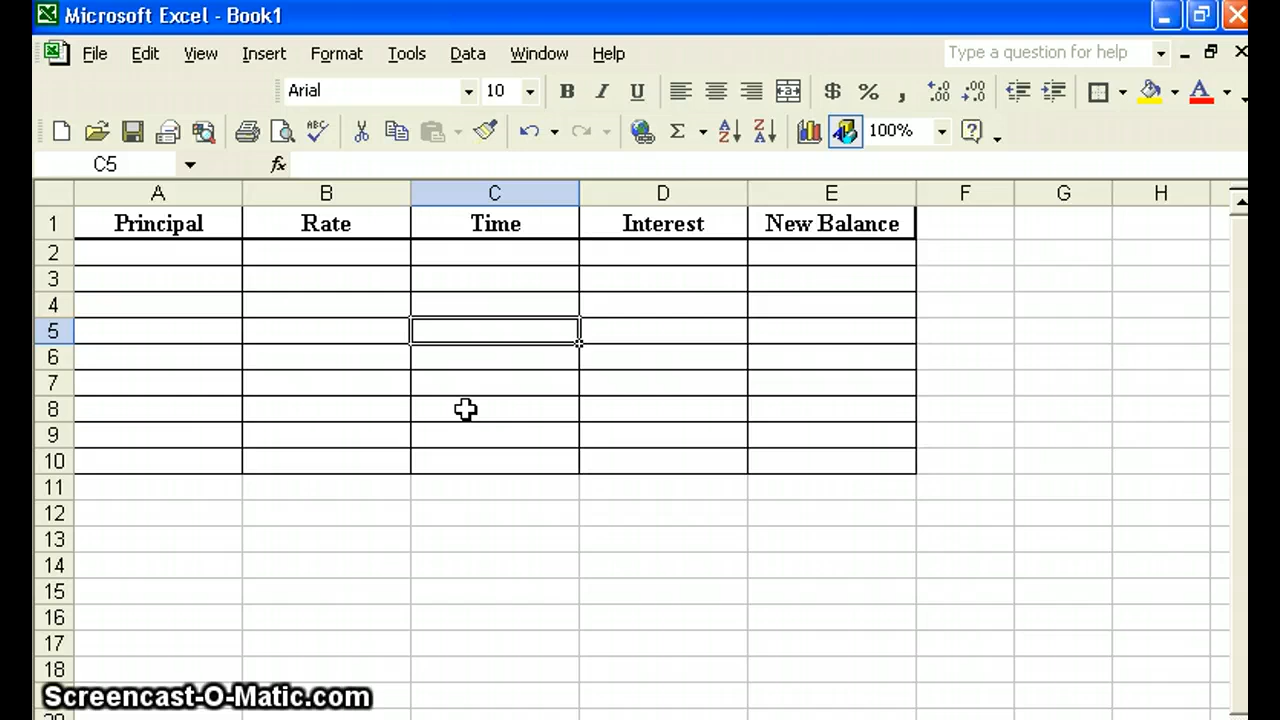 Microsoft Excel - Book1
File Edit View Insert Format Tools Data Window Help Type a question for help
Arial 10 B I U $ % ,
ABC Σ 100%
C5 fx
A B C D E F G H
1 Principal Rate Time Interest New Balance
2
3
4
5
6
7
8
9
10
11
12
13
14
15
16
17
18
Screencast-O-Matic.com